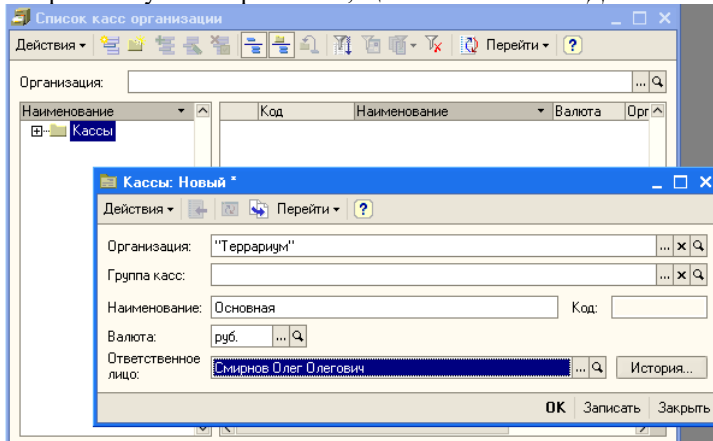 Список касс организации
Действия Перейти ?
Организация: ...
Наименование Код Наименование Валюта Орг
Кассы
Кассы: Новый *
Действия Перейти ?
Организация: "Террариум" ... x
Группа касс: ... x
Наименование: Основная Код:
Валюта: руб. ...
Ответственное
лицо: Смирнов Олег Олегович ... История...
OK Записать Закрыть